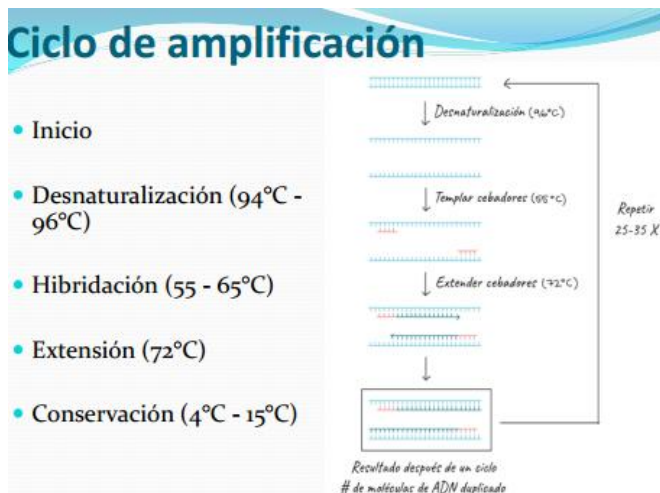 Ciclo de amplificación
Inicio
Desnaturalización (94°C -
96°C)
Hibridación (55 - 65°C)
Extensión (72°C)
Conservación (4°C - 15°C)
Desnaturalización (96°C)
Templar cebadores (55°C)
Extender cebadores (72°C)
Repetir
25-35 X
Resultado después de un ciclo
# de moléculas de ADN duplicado